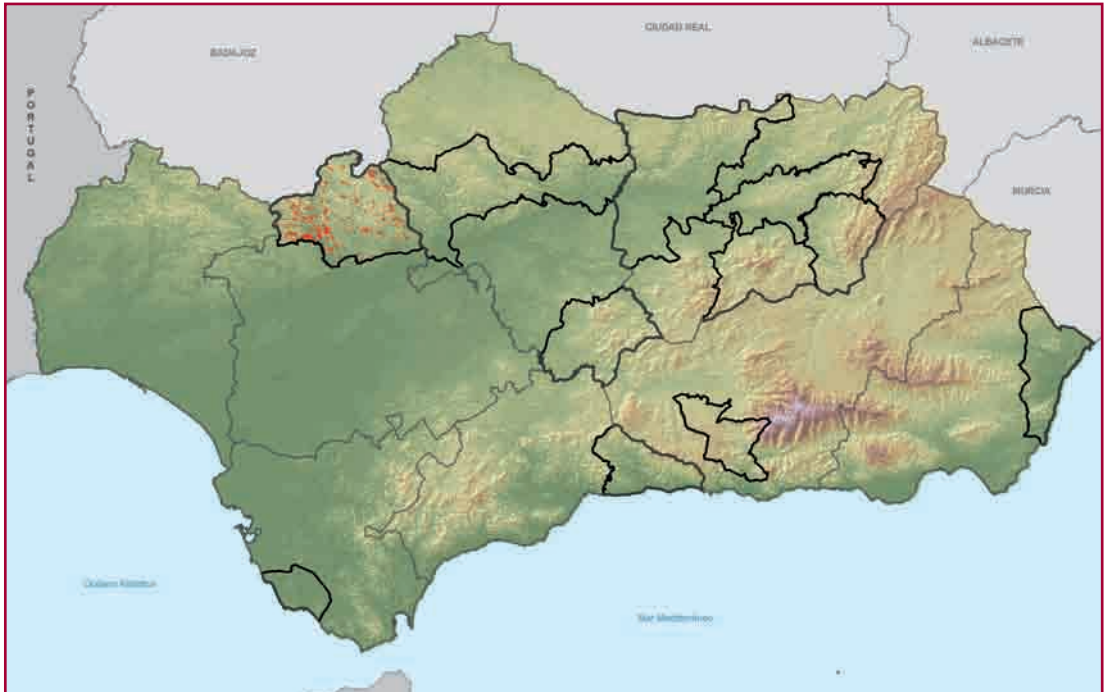 CIUDAD REAL
ALBACETE
BADAJOZ
PORTUGAL
MURCIA
Océano Atlántico
Mar Mediterráneo